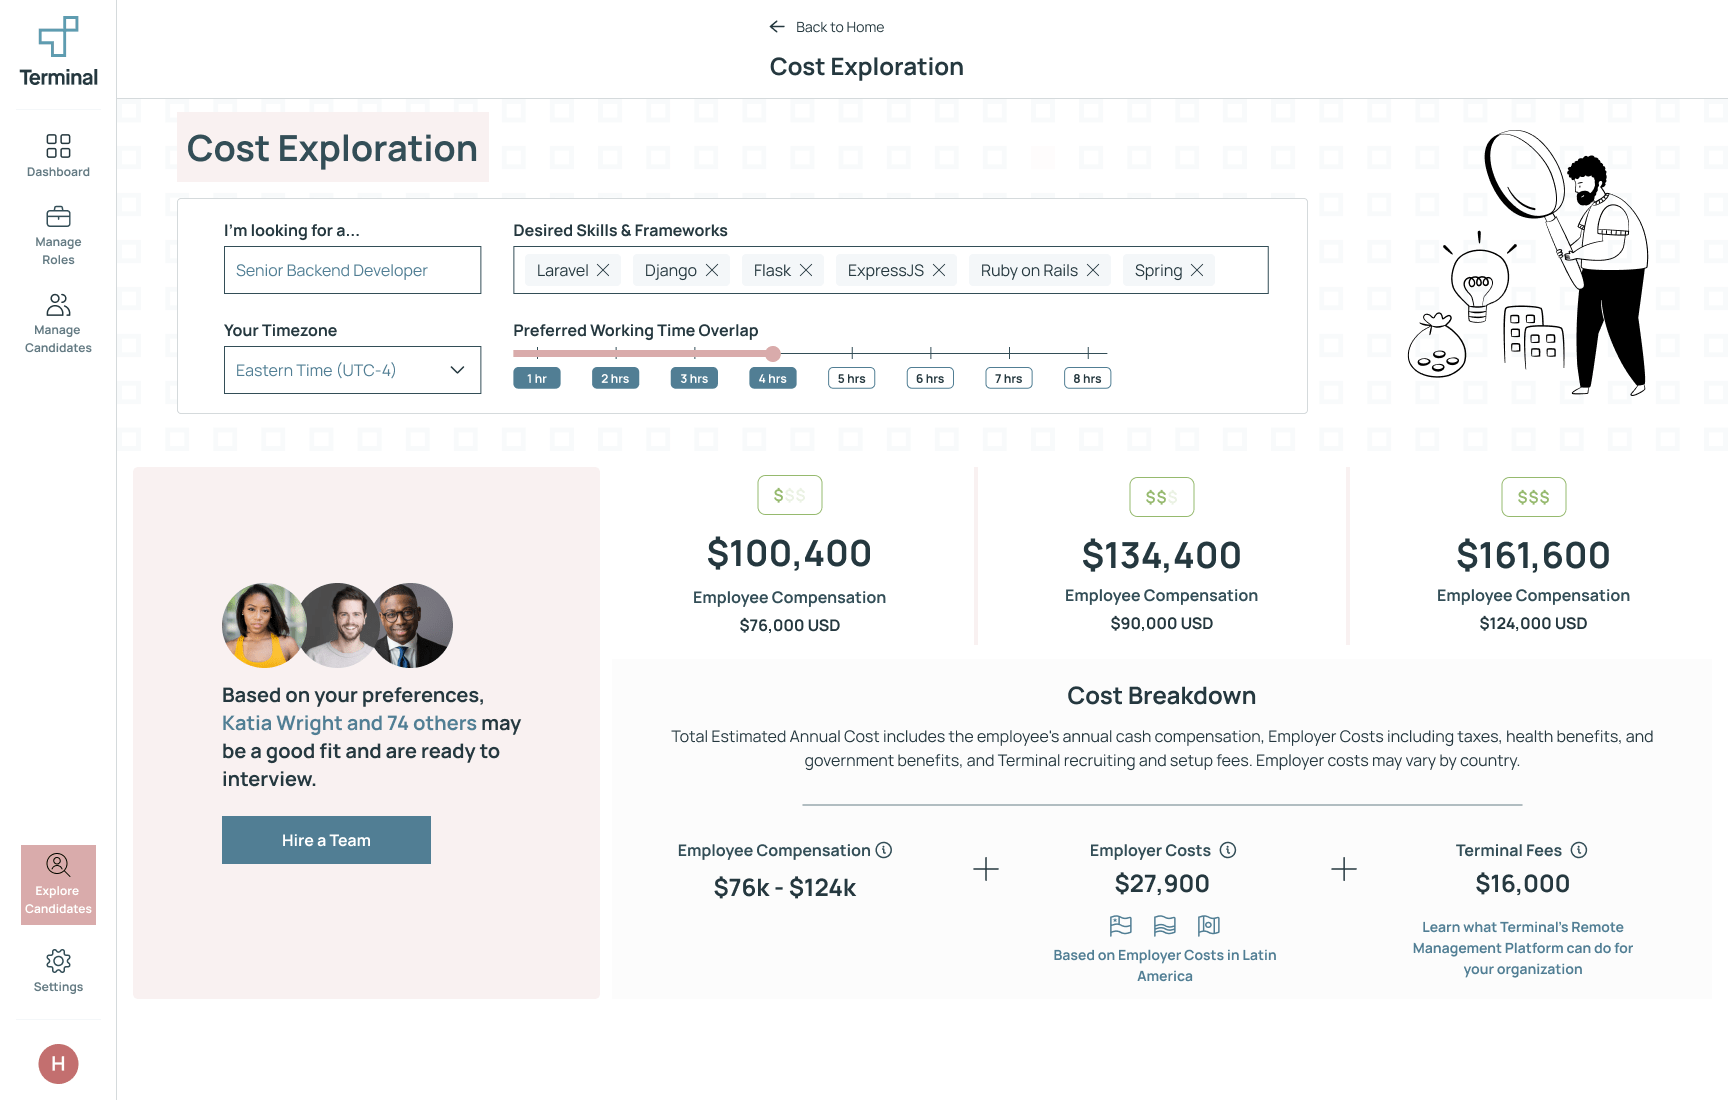 Terminal
Dashboard
Manage
Roles
Manage
Candidates
Explore
Candidates
Settings
H
Back to Home
Cost Exploration
Cost Exploration
I'm looking for a...
Senior Backend Developer
Desired Skills & Frameworks
Laravel Django Flask ExpressJS Ruby on Rails Spring
Your Timezone
Eastern Time (UTC-4)
Preferred Working Time Overlap
1 hr 2 hrs 3 hrs 4 hrs 5 hrs 6 hrs 7 hrs 8 hrs
Based on your preferences,
Katia Wright and 74 others may
be a good fit and are ready to
interview.
Hire a Team
$$$
$100,400
Employee Compensation
$76,000 USD
$$$
$134,400
Employee Compensation
$90,000 USD
$$$
$161,600
Employee Compensation
$124,000 USD
Cost Breakdown
Total Estimated Annual Cost includes the employee's annual cash compensation, Employer Costs including taxes, health benefits, and
government benefits, and Terminal recruiting and setup fees. Employer costs may vary by country.
Employee Compensation
$76k - $124k
Employer Costs
$27,900
Based on Employer Costs in Latin
America
Terminal Fees
$16,000
Learn what Terminal's Remote
Management Platform can do for
your organization